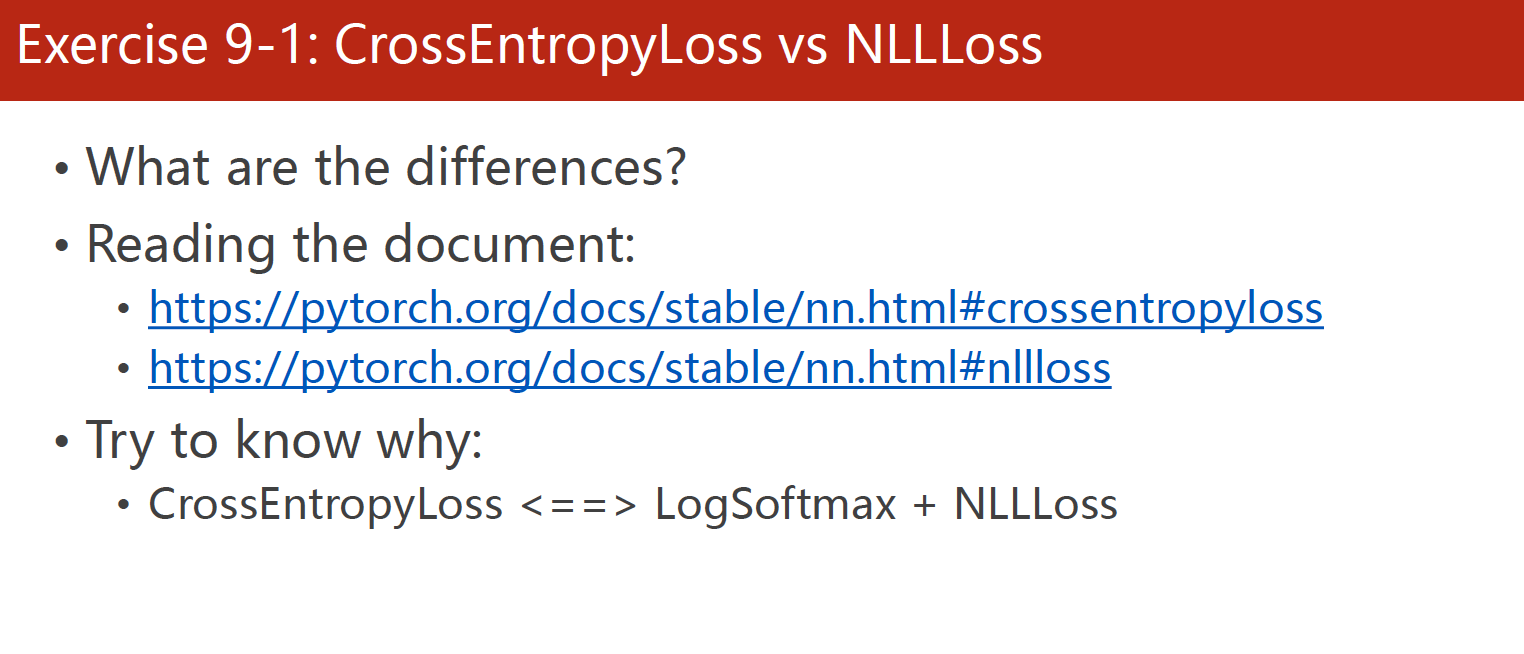 Exercise 9-1: CrossEntropyLoss vs NLLLoss
• What are the differences?
• Reading the document:
• https://pytorch.org/docs/stable/nn.html#crossentropyloss
• https://pytorch.org/docs/stable/nn.html#nllloss
• Try to know why:
• CrossEntropyLoss <==> LogSoftmax + NLLLoss